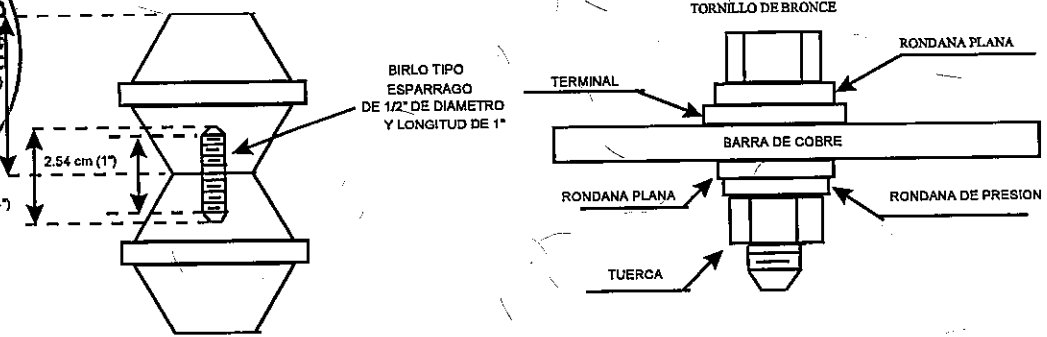 BIRLO TIPO
ESPARRAGO
DE 1/2" DE DIAMETRO
Y LONGITUD DE 1"
2.54 cm (1")
TORNILLO DE BRONCE
RONDANA PLANA
TERMINAL
BARRA DE COBRE
RONDANA PLANA
RONDANA DE PRESION
TUERCA